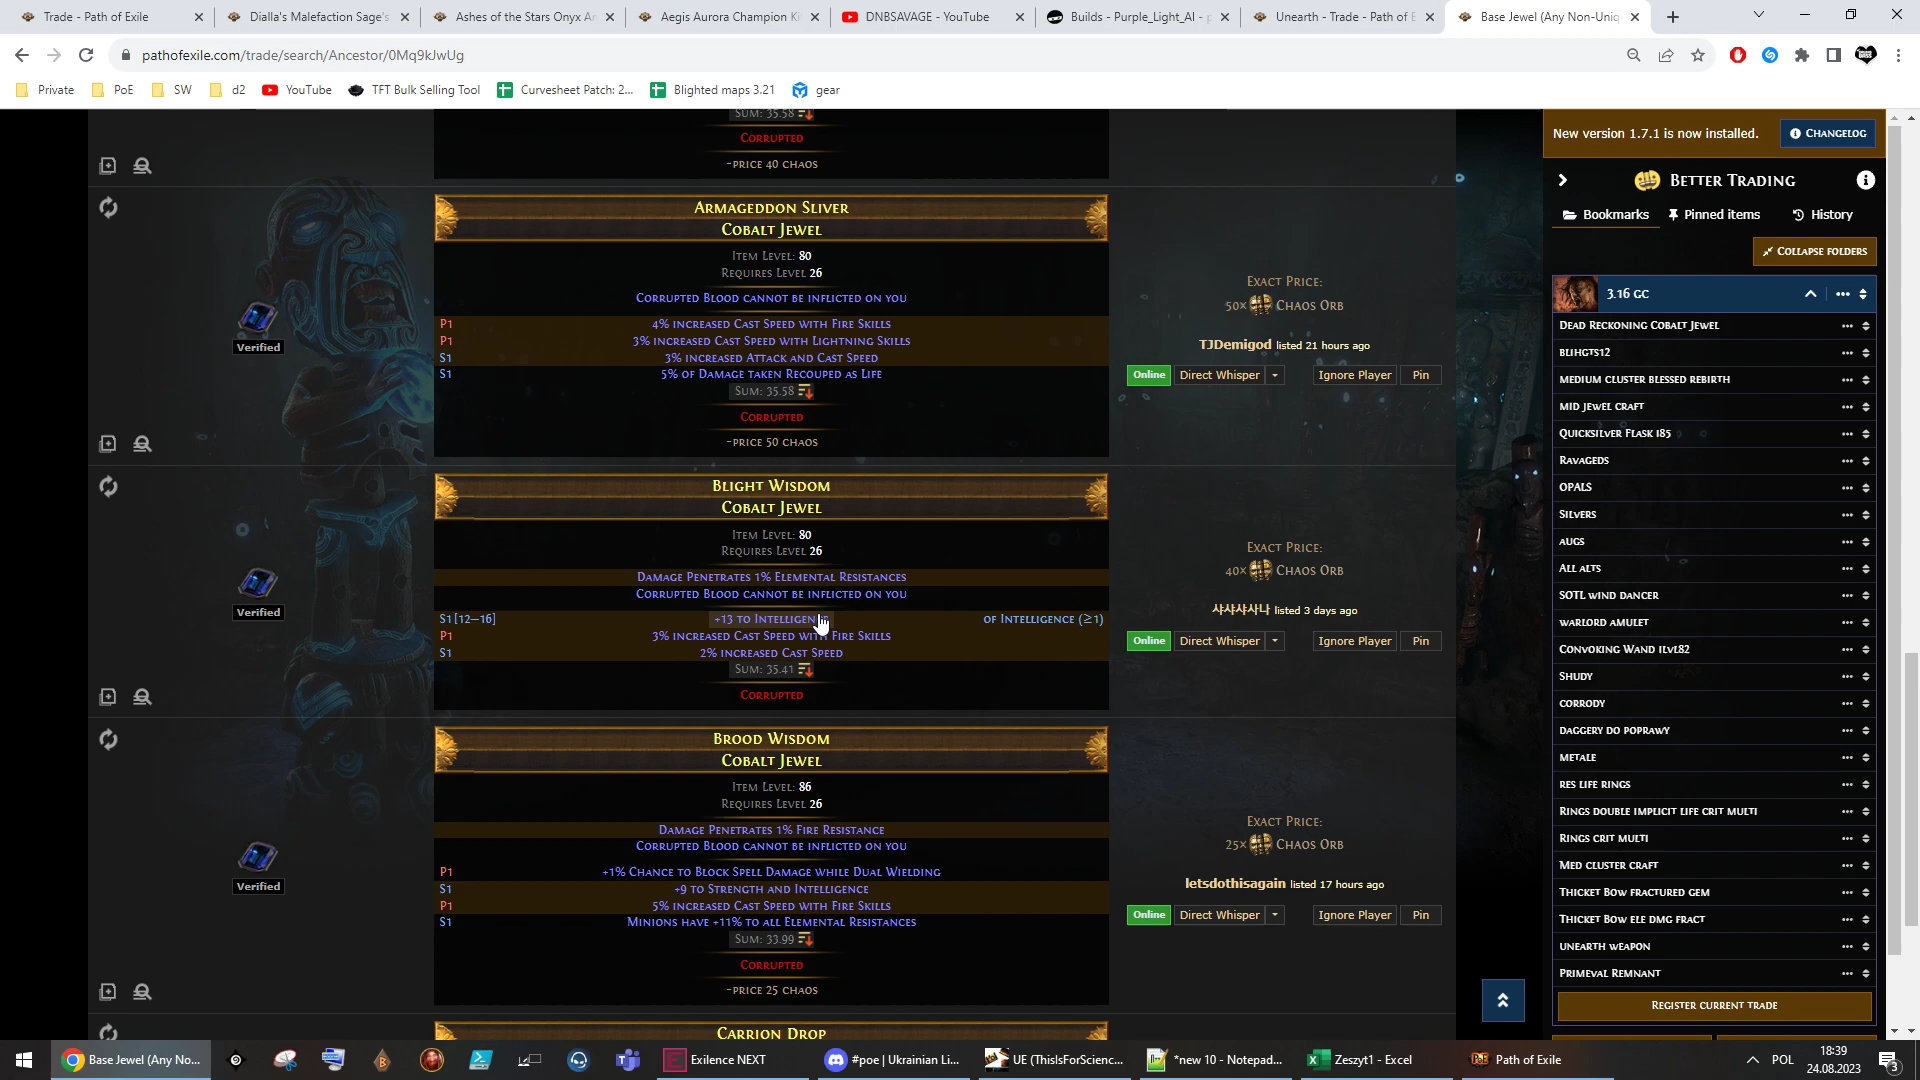 Trade - Path of Exile
Dialla's Malefaction Sage's
Ashes of the Stars Onyx Am
Aegis Aurora Champion Ki
DNBSAVAGE - YouTube
Builds - Purple_Light_AI - p
Unearth - Trade - Path of E
Base Jewel (Any Non-Uniq
pathofexile.com/trade/search/Ancestor/0Mq9kJwUg
Private
PoE
SW
d2
YouTube
TFT Bulk Selling Tool
Curvesheet Patch: 2...
Blighted maps 3.21
gear
Sum: 35.58
Corrupted
~price 40 chaos
Armageddon Sliver
Cobalt Jewel
Item Level: 80
Requires Level 26
Corrupted Blood cannot be inflicted on you
P1 4% increased Cast Speed with Fire Skills
P1 3% increased Cast Speed with Lightning Skills
S1 3% increased Attack and Cast Speed
S1 5% of Damage taken Recouped as Life
Sum: 35.58
Corrupted
~price 50 chaos
Verified
Exact Price:
50× Chaos Orb
TJDemigod listed 21 hours ago
Online Direct Whisper Ignore Player Pin
Blight Wisdom
Cobalt Jewel
Item Level: 80
Requires Level 26
Damage Penetrates 1% Elemental Resistances
Corrupted Blood cannot be inflicted on you
S1 [12—16] +13 to Intelligence of Intelligence (≥1)
P1 3% increased Cast Speed with Fire Skills
S1 2% increased Cast Speed
Sum: 35.41
Corrupted
Verified
Exact Price:
40× Chaos Orb
샤샤샤사나 listed 3 days ago
Online Direct Whisper Ignore Player Pin
Brood Wisdom
Cobalt Jewel
Item Level: 86
Requires Level 26
Damage Penetrates 1% Fire Resistance
Corrupted Blood cannot be inflicted on you
P1 +1% Chance to Block Spell Damage while Dual Wielding
S1 +9 to Strength and Intelligence
P1 5% increased Cast Speed with Fire Skills
S1 Minions have +11% to all Elemental Resistances
Sum: 33.99
Corrupted
~price 25 chaos
Verified
Exact Price:
25× Chaos Orb
letsdothisagain listed 17 hours ago
Online Direct Whisper Ignore Player Pin
Carrion Drop
New version 1.7.1 is now installed.
Changelog
Better Trading
Bookmarks
Pinned items
History
Collapse folders
3.16 GC
Dead Reckoning Cobalt Jewel
blihgts12
medium cluster blessed rebirth
mid jewel craft
Quicksilver Flask i85
Ravageds
OPALS
Silvers
augs
All alts
SOTL wind dancer
warlord amulet
Convoking Wand ilvl82
Shudy
corrody
daggery do poprawy
metale
res life rings
Rings double implicit life crit multi
Rings crit multi
Med cluster craft
Thicket Bow fractured gem
Thicket Bow ele dmg fract
unearth weapon
Primeval Remnant
Register current trade
Base Jewel (Any No...
Exilence NEXT
#poe | Ukrainian Li...
UE (ThisIsForScienc...
*new 10 - Notepad...
Zeszyt1 - Excel
Path of Exile
POL
18:39
24.08.2023
3